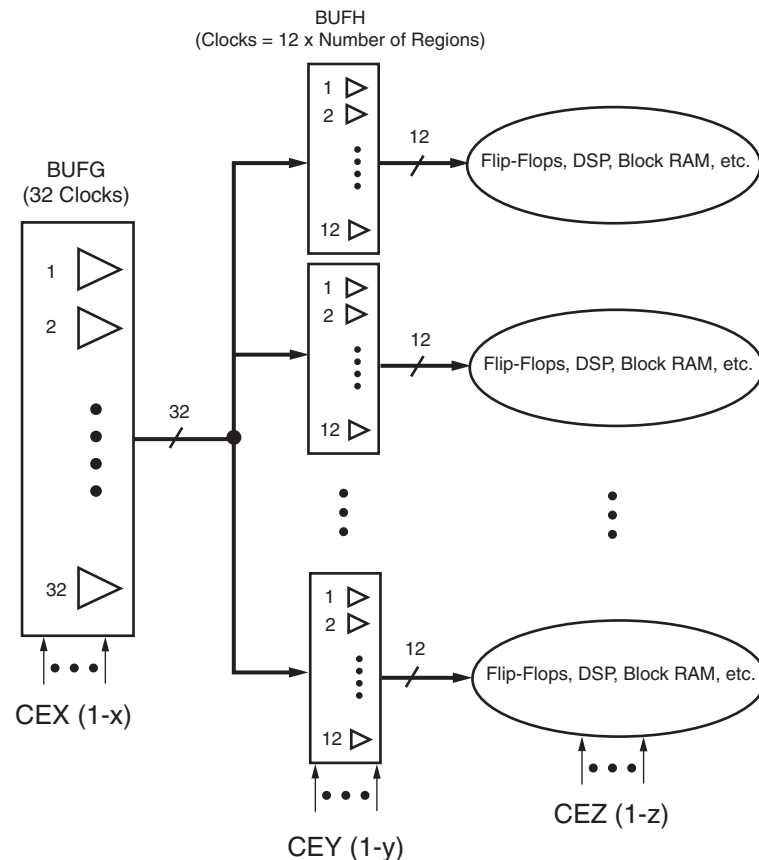 BUFH
(Clocks = 12 x Number of Regions)
1
2
12
12
Flip-Flops, DSP, Block RAM, etc.
BUFG
(32 Clocks)
1
2
32
32
1
2
12
12
Flip-Flops, DSP, Block RAM, etc.
1
2
12
12
Flip-Flops, DSP, Block RAM, etc.
CEX (1-x)
CEY (1-y)
CEZ (1-z)